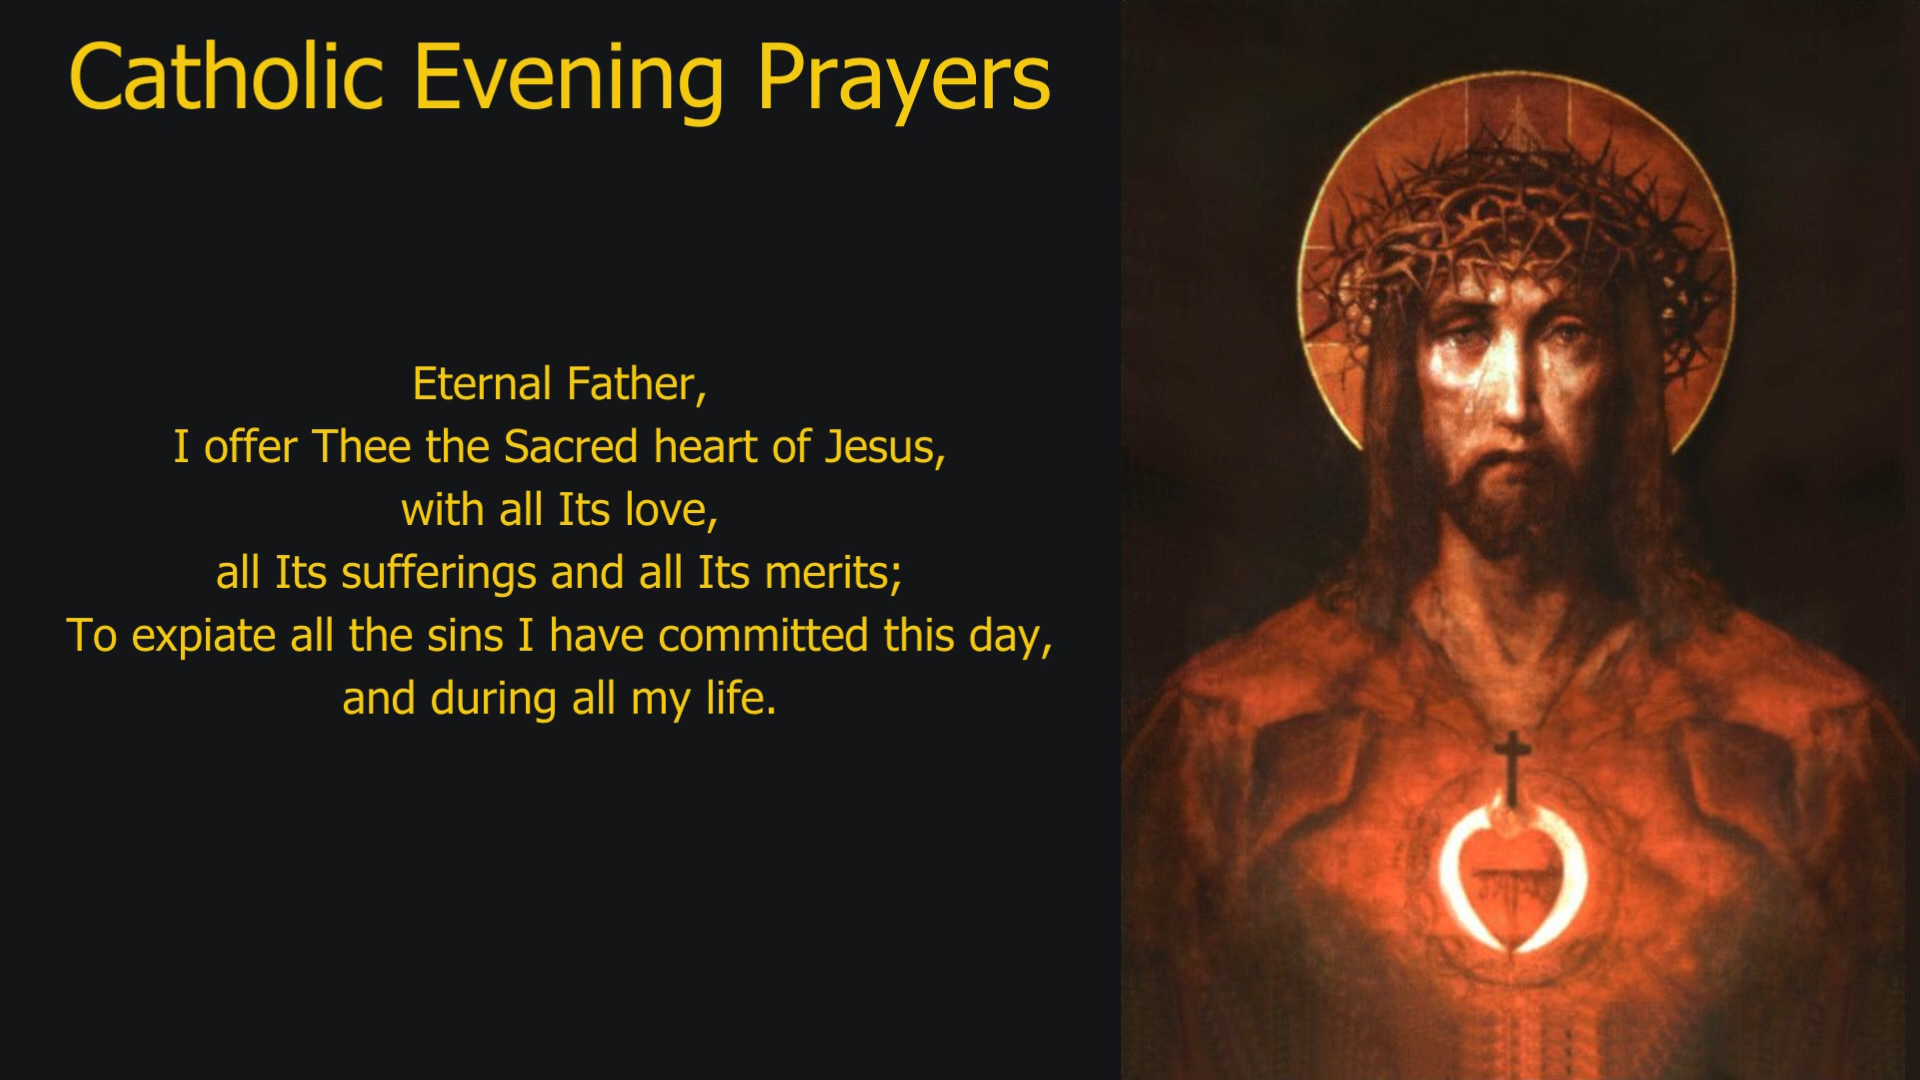 Catholic Evening Prayers
Eternal Father,
I offer Thee the Sacred heart of Jesus,
with all Its love,
all Its sufferings and all Its merits;
To expiate all the sins I have committed this day,
and during all my life.